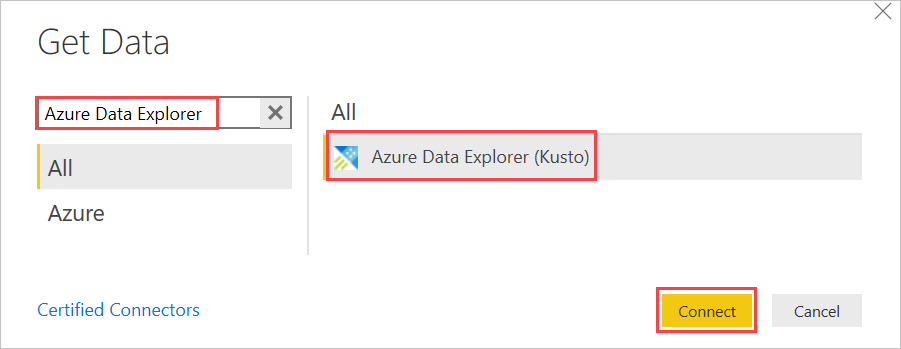 Get Data
Azure Data Explorer
All
Azure
All
Azure Data Explorer (Kusto)
Certified Connectors
Connect
Cancel